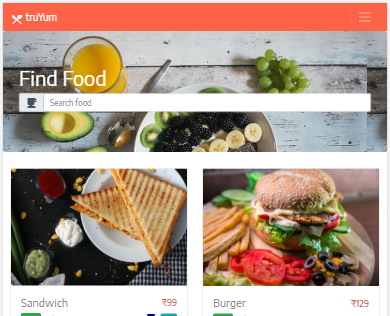 truYum
Find Food
Search food
Sandwich ₹99
Burger ₹129